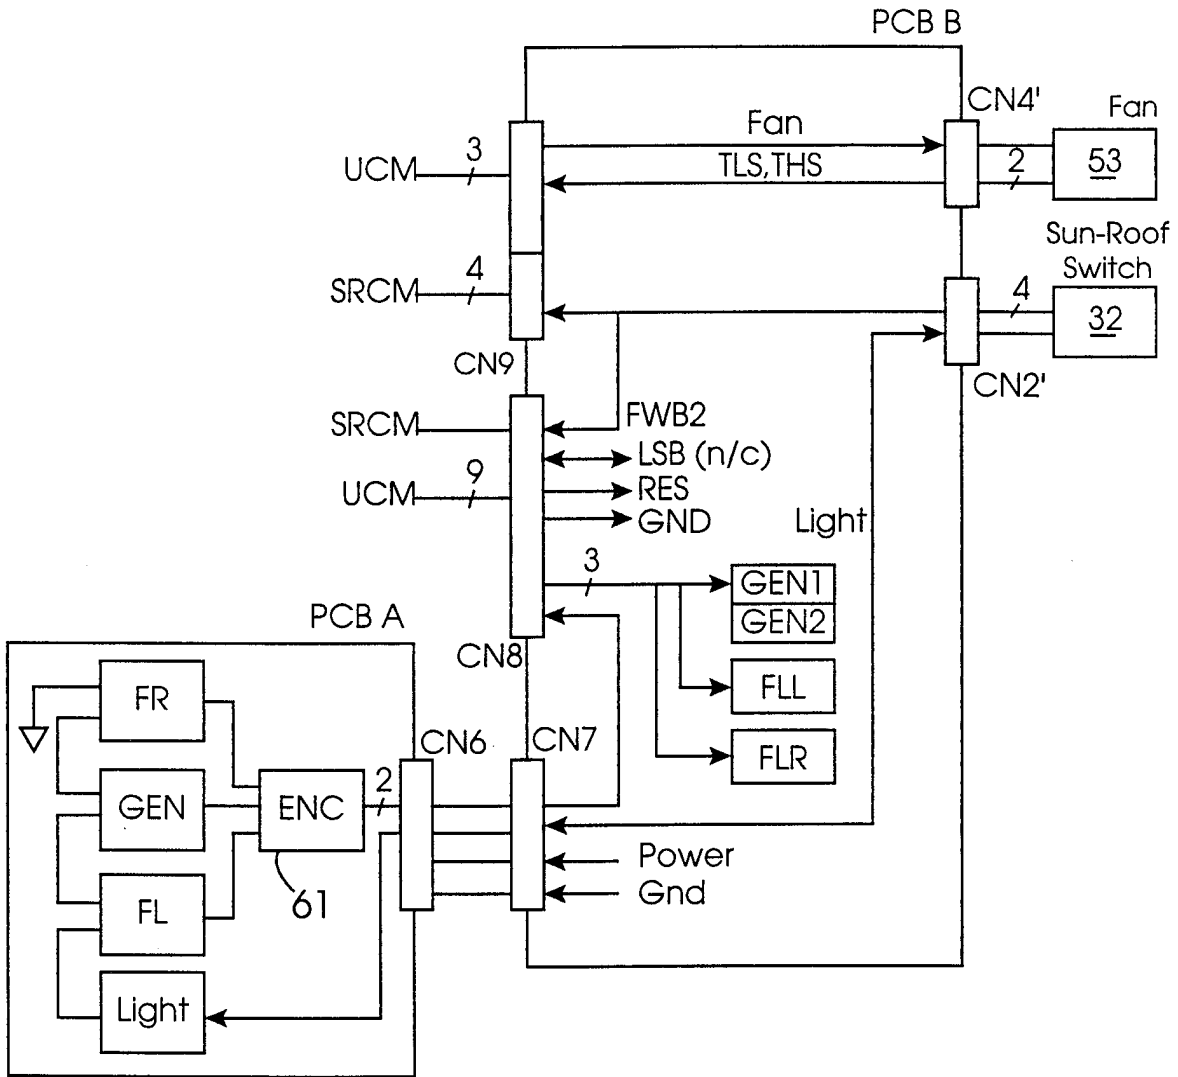 PCB B
CN4'
Fan
Fan
3
UCM
TLS,THS
2
53
Sun-Roof
Switch
4
SRCM
4
32
CN9
CN2'
SRCM
FWB2
LSB (n/c)
9
UCM
RES
GND
Light
3
GEN1
GEN2
PCB A
CN8
FR
FLL
CN6
CN7
FLR
GEN
ENC
2
Power
61
Gnd
FL
Light